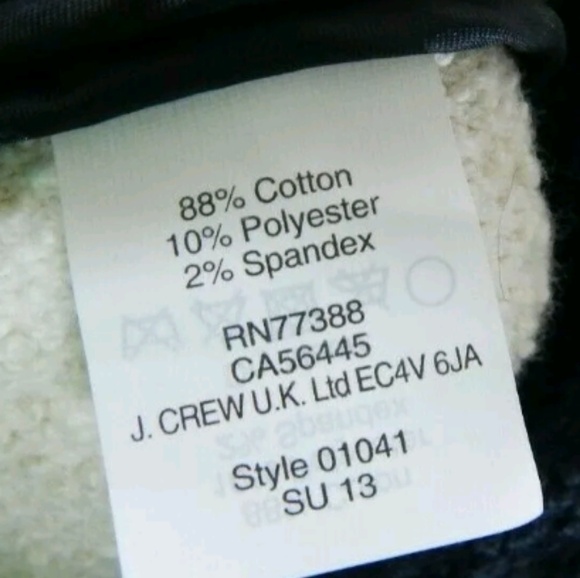 88% Cotton
10% Polyester
2% Spandex
RN77388
CA56445
J. CREW U.K. Ltd EC4V 6JA
Style 01041
SU 13